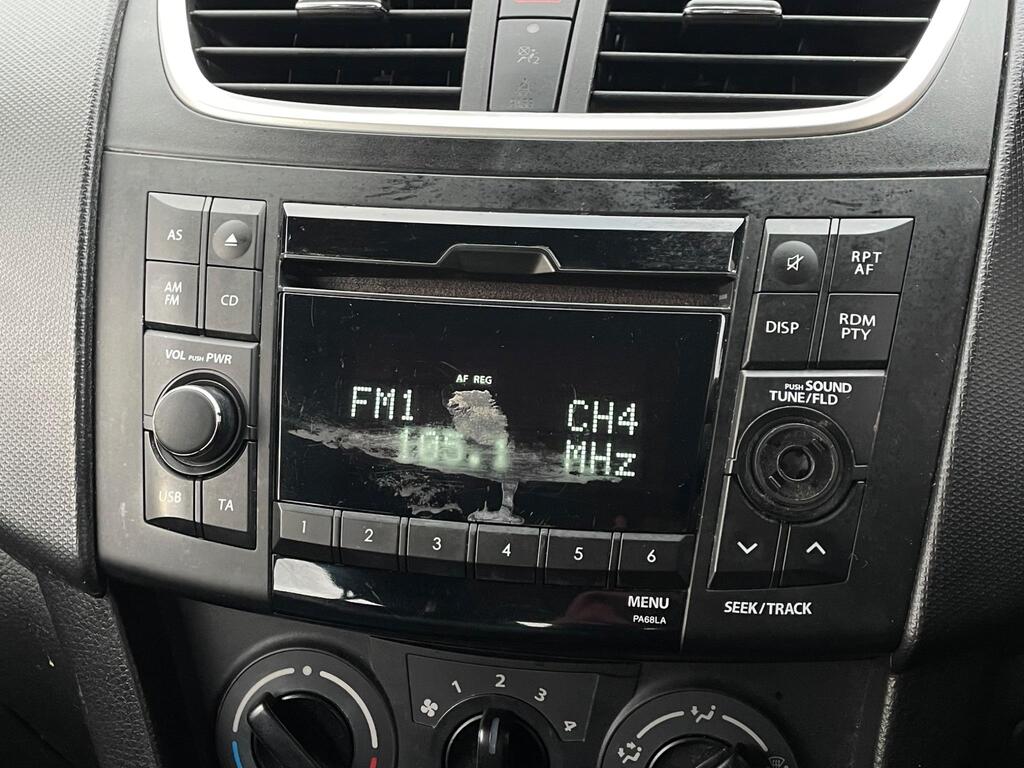 AS
AM
FM
CD
VOL PUSH PWR
USB
TA
AF REG
FM1
CH4
MHz
1 2 3 4 5 6
MENU
PA68LA
RPT
AF
DISP
RDM
PTY
PUSH SOUND
TUNE/FLD
SEEK/TRACK
1 2 3 4